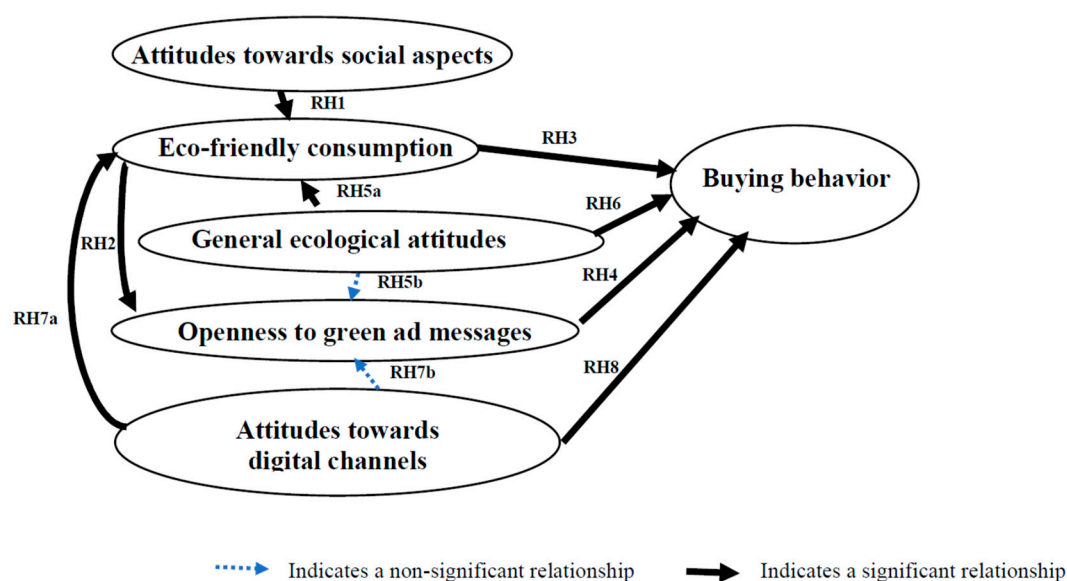 Attitudes towards social aspects
RH1
Eco-friendly consumption
RH3
Buying behavior
RH5a
RH6
General ecological attitudes
RH2
RH5b
RH4
Openness to green ad messages
RH7a
RH7b
RH8
Attitudes towards
digital channels
Indicates a non-significant relationship
Indicates a significant relationship